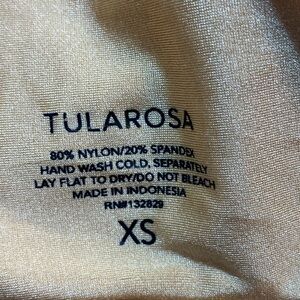 TULAROSA
80% NYLON/20% SPANDEX
HAND WASH COLD, SEPARATELY
LAY FLAT TO DRY/DO NOT BLEACH
MADE IN INDONESIA
RN#132829
XS